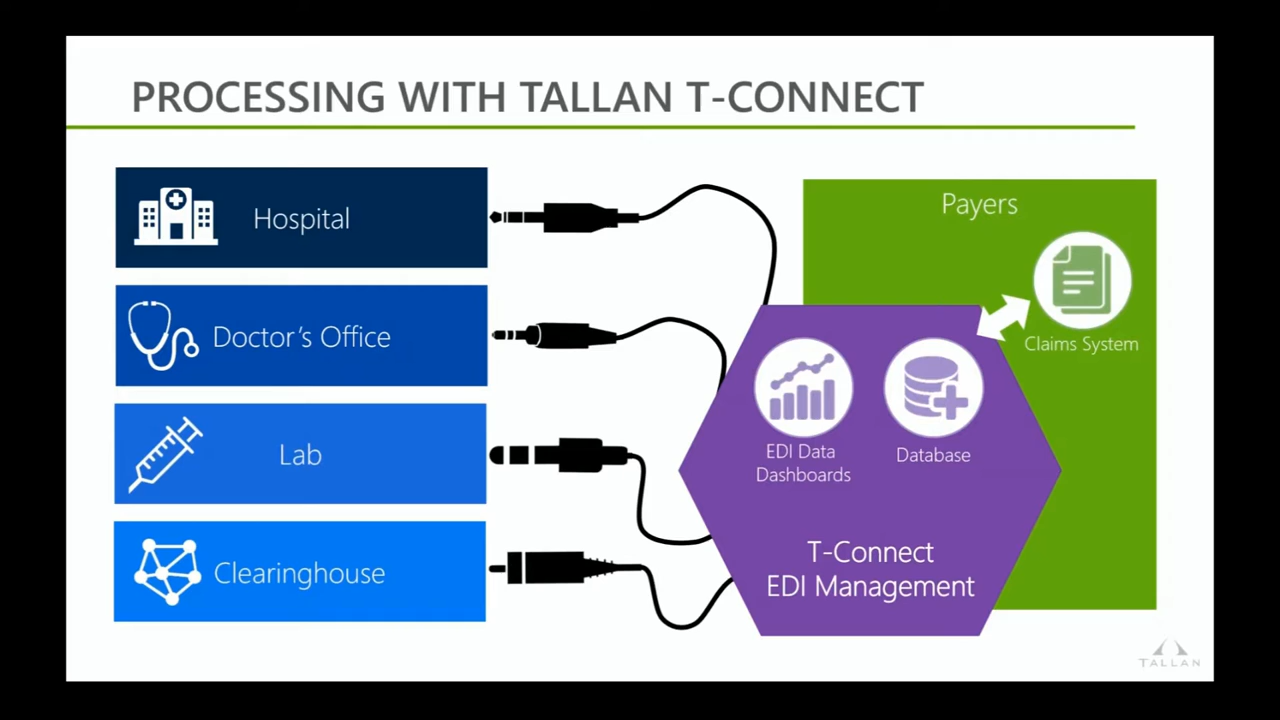 PROCESSING WITH TALLAN T-CONNECT
Hospital
Doctor's Office
Lab
Clearinghouse
Payers
Claims System
EDI Data
Dashboards
Database
T-Connect
EDI Management
TALLAN